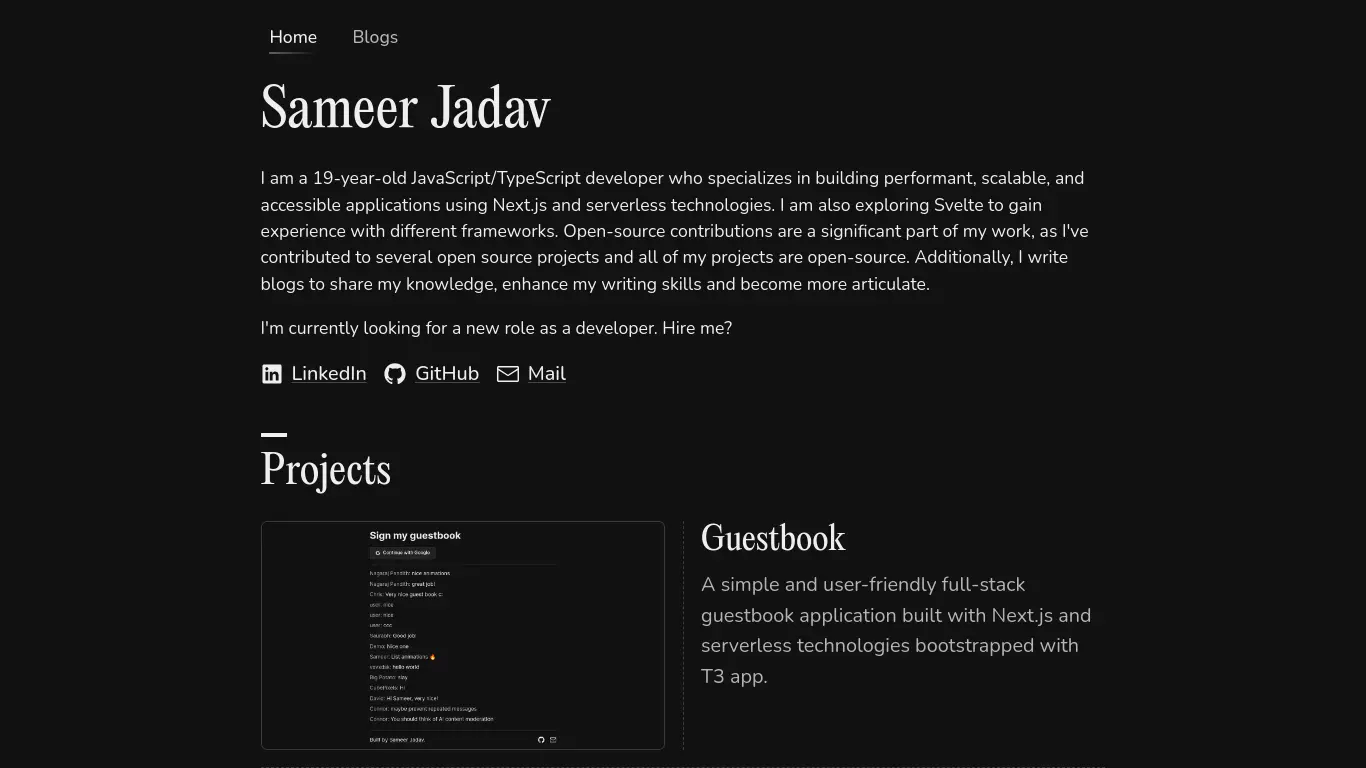 Home Blogs
Sameer Jadav
I am a 19-year-old JavaScript/TypeScript developer who specializes in building performant, scalable, and
accessible applications using Next.js and serverless technologies. I am also exploring Svelte to gain
experience with different frameworks. Open-source contributions are a significant part of my work, as I've
contributed to several open source projects and all of my projects are open-source. Additionally, I write
blogs to share my knowledge, enhance my writing skills and become more articulate.
I'm currently looking for a new role as a developer. Hire me?
LinkedIn GitHub Mail
Projects
Sign my guestbook
Continue with Google
Nagaraj Pandith: nice animations
Nagaraj Pandith: great job!
Chris: Very nice guest book c:
user: nice
user: nice
user: ooc
Saurabh: Good job
Demo: Nice one
Sameer: List animations 🔥
hello world
Big Potato: slay
CubePixels: Hi
David: Hi Sameer, very nice!
Connor: maybe prevent repeated messages
Connor: You should think of AI content moderation
Built by Sameer Jadav.
Guestbook
A simple and user-friendly full-stack
guestbook application built with Next.js and
serverless technologies bootstrapped with
T3 app.